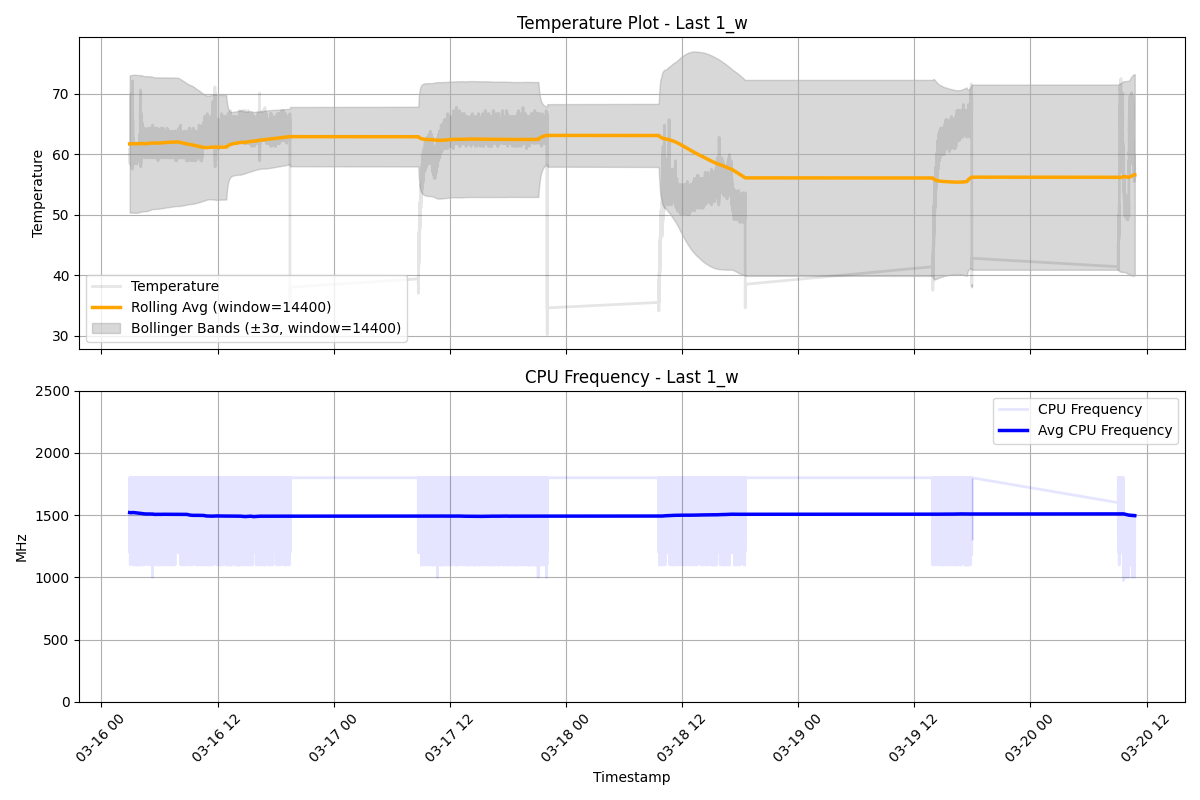 Temperature Plot - Last 1_w
Temperature
70
60
50
40
30
Temperature
Rolling Avg (window=14400)
Bollinger Bands (±3σ, window=14400)
CPU Frequency - Last 1_w
MHz
2500
2000
1500
1000
500
0
CPU Frequency
Avg CPU Frequency
03-16 00
03-16 12
03-17 00
03-17 12
03-18 00
03-18 12
03-19 00
03-19 12
03-20 00
03-20 12
Timestamp